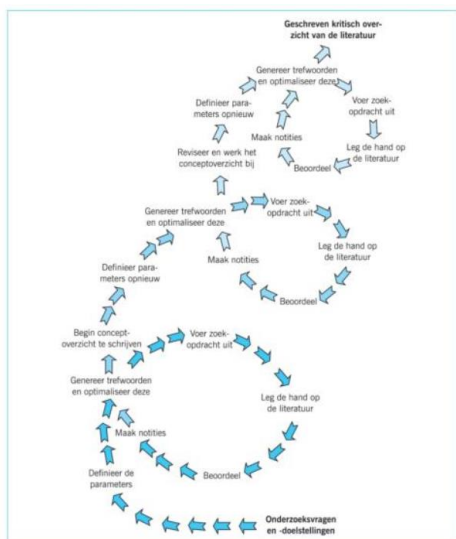 Geschreven kritisch over-
zicht van de literatuur
Genereer trefwoorden
en optimaliseer deze
Voer zoek-
opdracht uit
Definieer para-
meters opnieuw
Maak notities
Leg de hand op
de literatuur
Beoordeel
Reviseer en werk het
conceptoverzicht bij
Genereer trefwoorden
en optimaliseer deze
Voer zoek-
opdracht uit
Leg de hand op
de literatuur
Maak notities
Definieer para-
meters opnieuw
Beoordeel
Begin concept-
overzicht te schrijven
Voer zoek-
opdracht uit
Genereer trefwoorden
en optimaliseer deze
Leg de hand op
de literatuur
Maak notities
Beoordeel
Definieer de
parameters
Onderzoeksvragen
en -doelstellingen